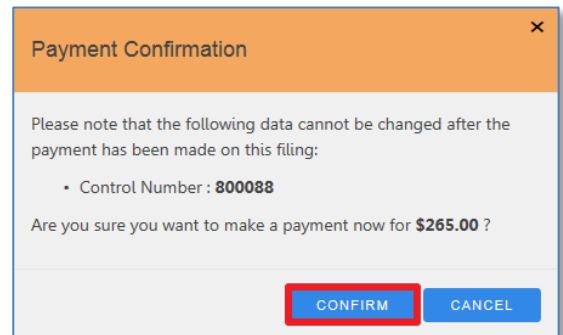 ×
Payment Confirmation
Please note that the following data cannot be changed after the
payment has been made on this filing:
• Control Number : 800088
Are you sure you want to make a payment now for $265.00 ?
CONFIRM CANCEL